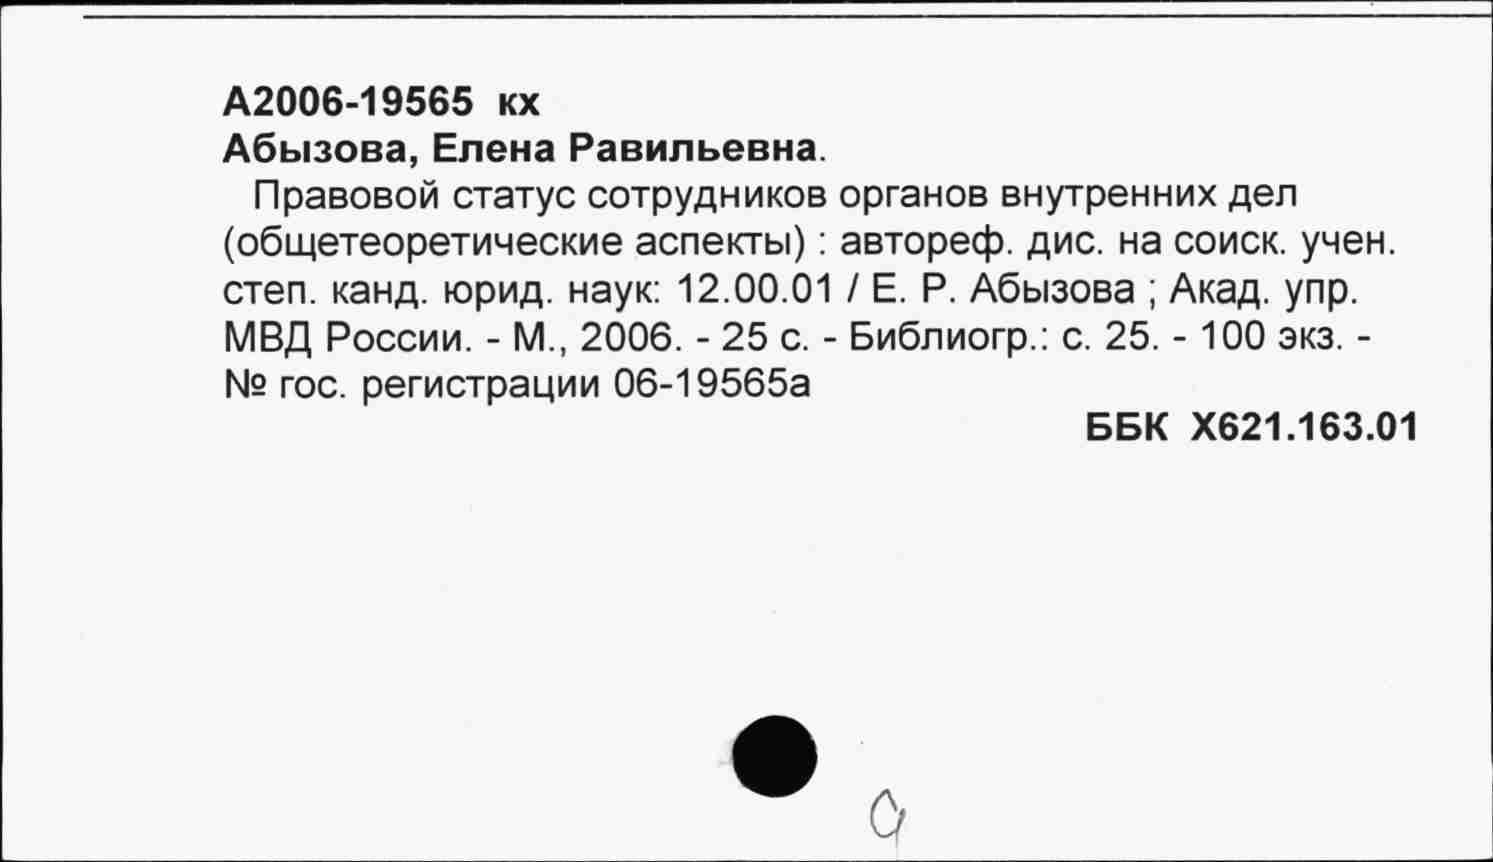 А2006-19565 кх
Абызова, Елена Равильевна.
Правовой статус сотрудников органов внутренних дел
(общетеоретические аспекты) : автореф. дис. на соиск. учен.
степ. канд. юрид. наук: 12.00.01 / Е. Р. Абызова ; Акад. упр.
МВД России. - М., 2006. - 25 с. - Библиогр.: с. 25. - 100 экз. -
№ гос. регистрации 06-19565а
ББК Х621.163.01